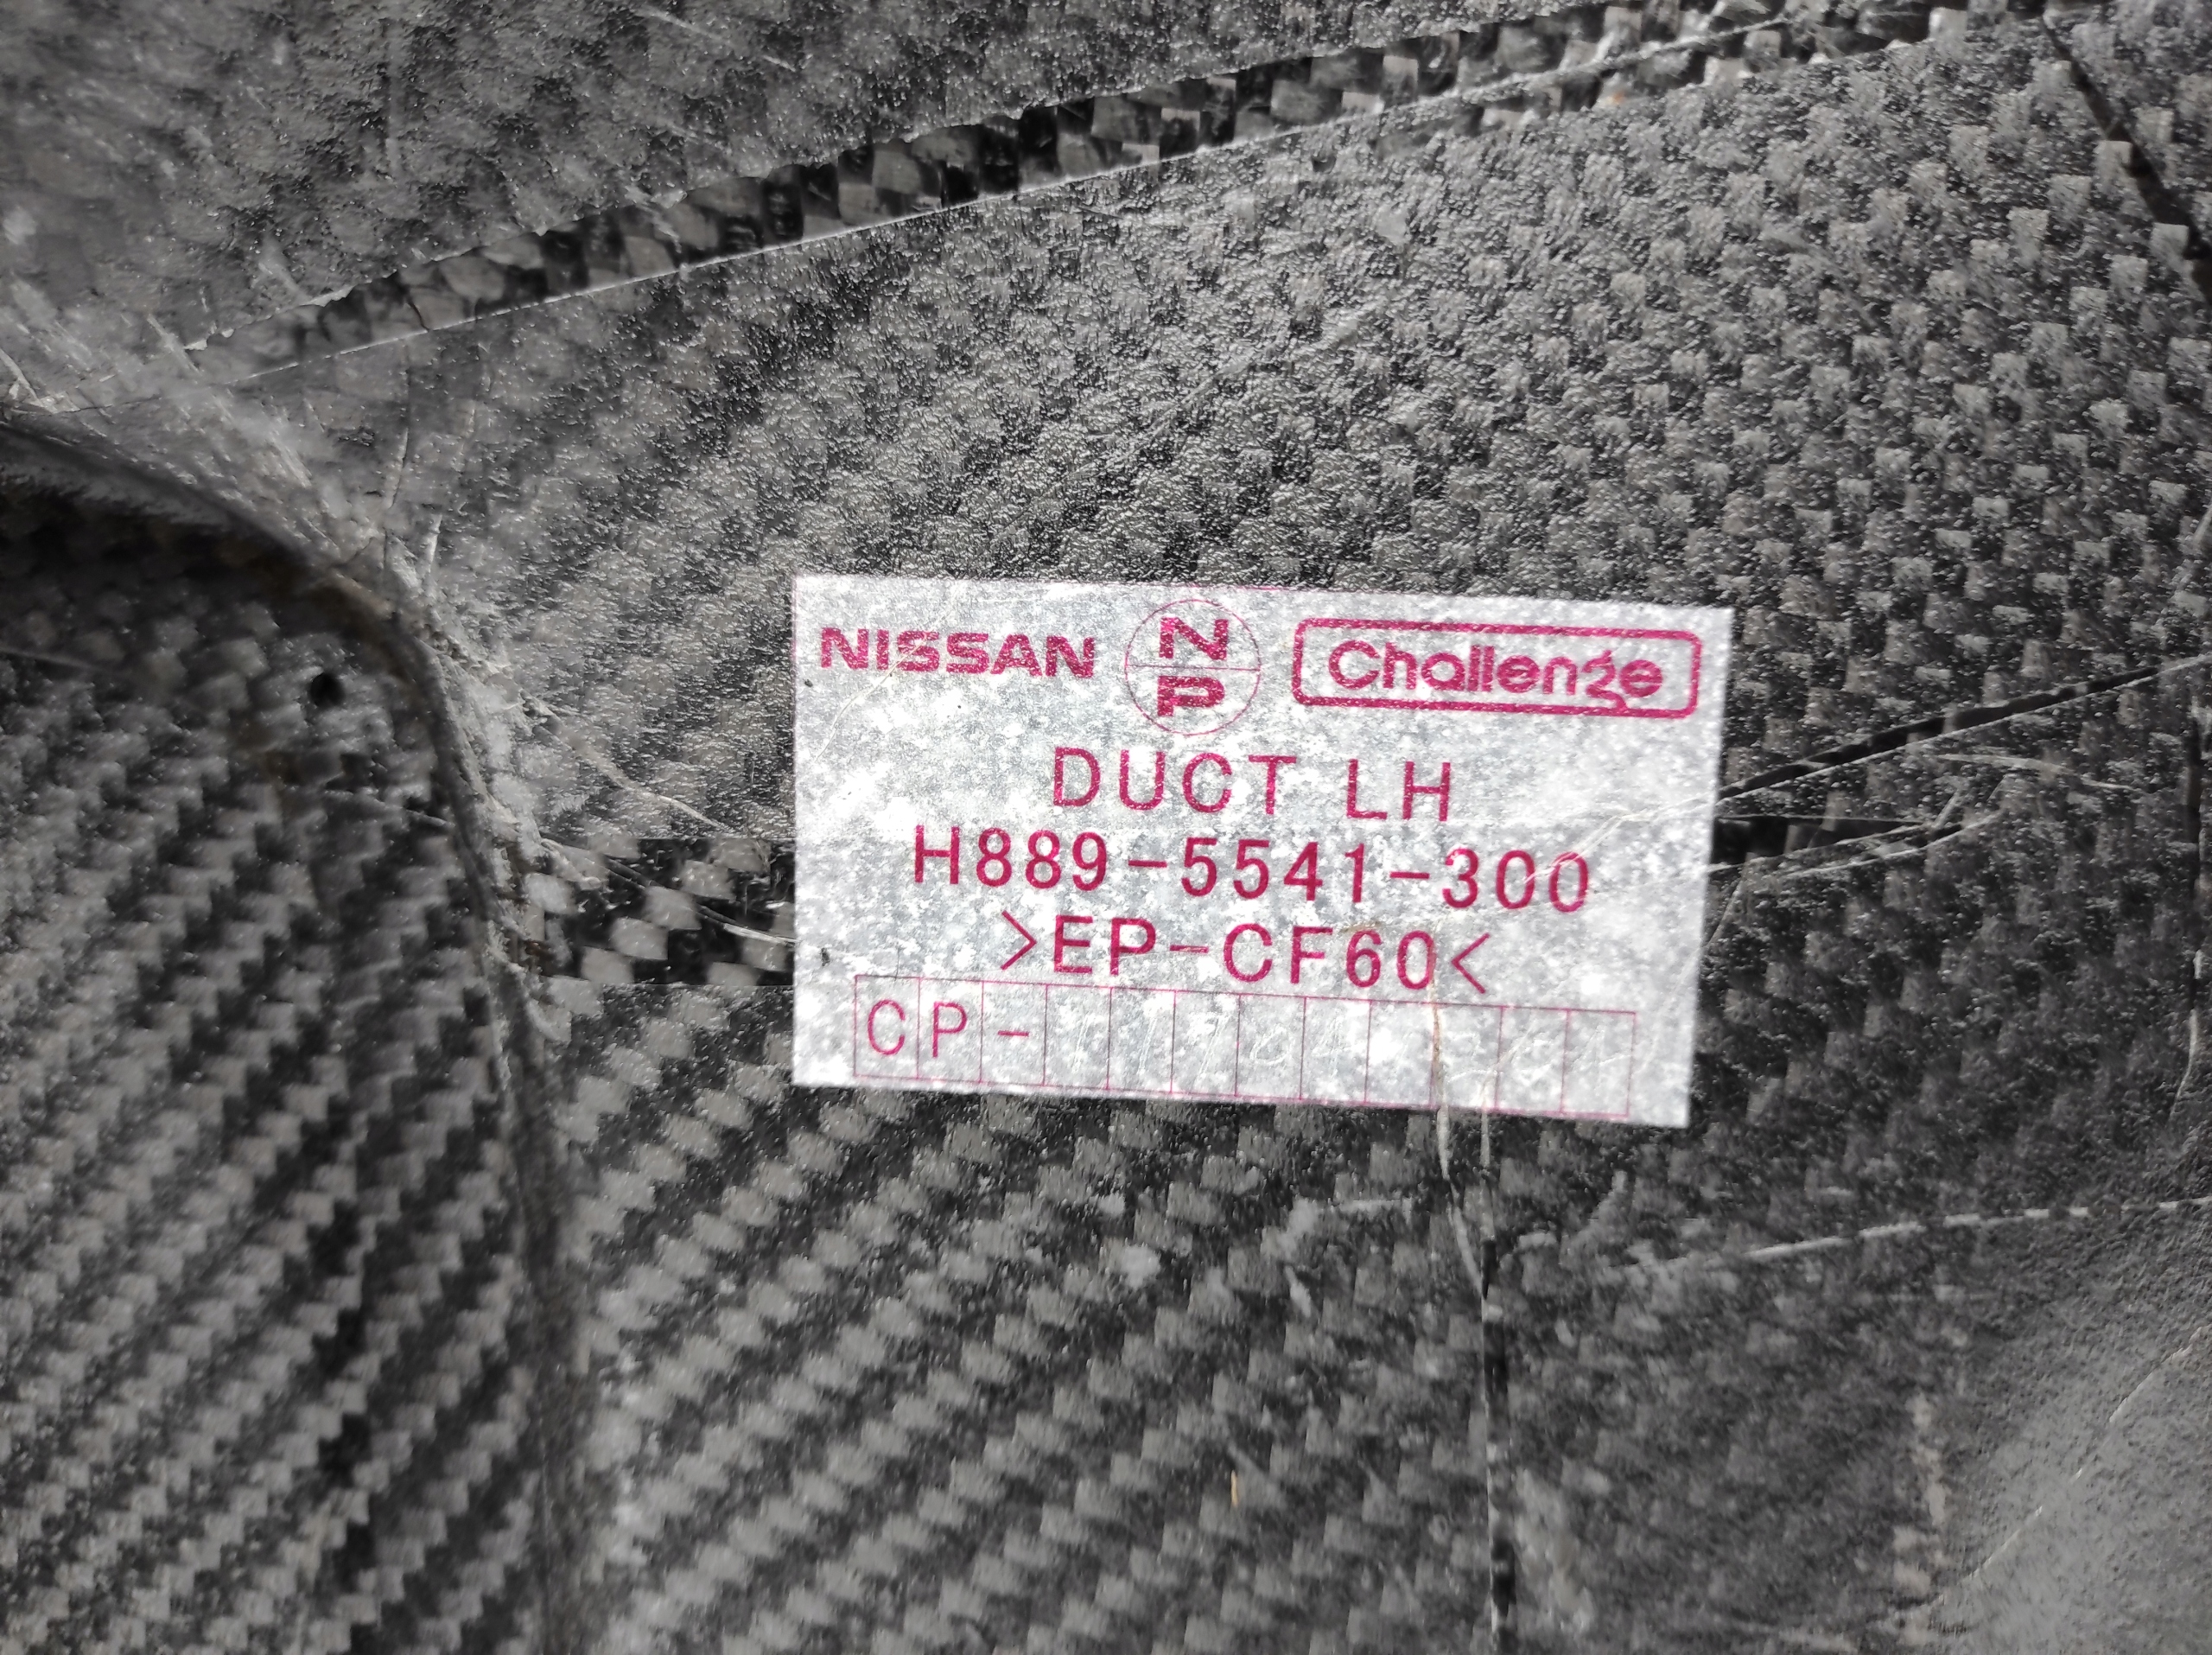 NISSAN NP Challenge
DUCT LH
H889-5541-300
>EP-CF60<
CP-